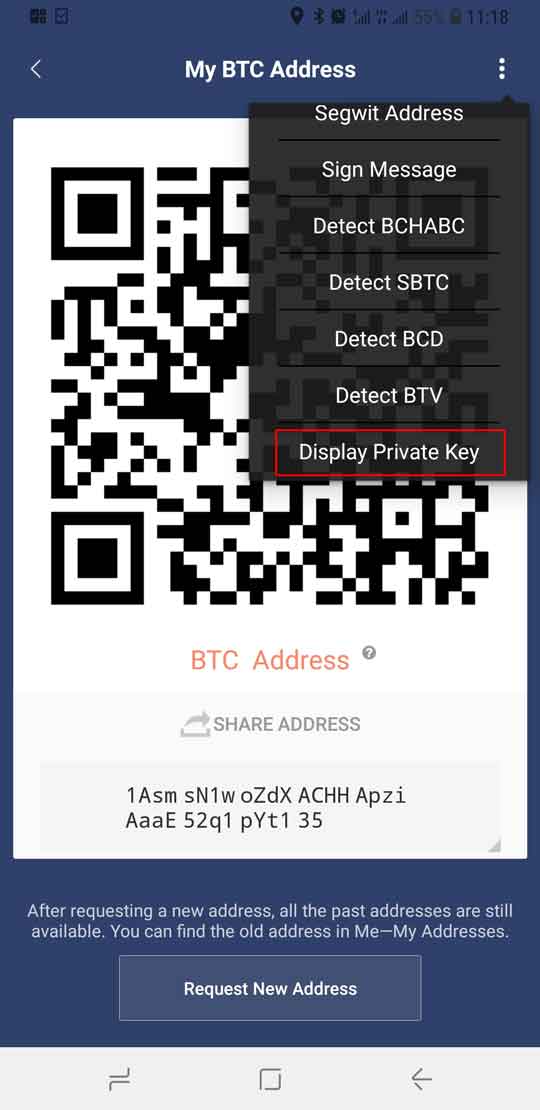 55% 11:18
My BTC Address
Segwit Address
Sign Message
Detect BCHABC
Detect SBTC
Detect BCD
Detect BTV
Display Private Key
BTC Address ?
SHARE ADDRESS
1Asm sN1w oZdX ACHH Apzi
AaaE 52q1 pYt1 35
After requesting a new address, all the past addresses are still
available. You can find the old address in Me—My Addresses.
Request New Address